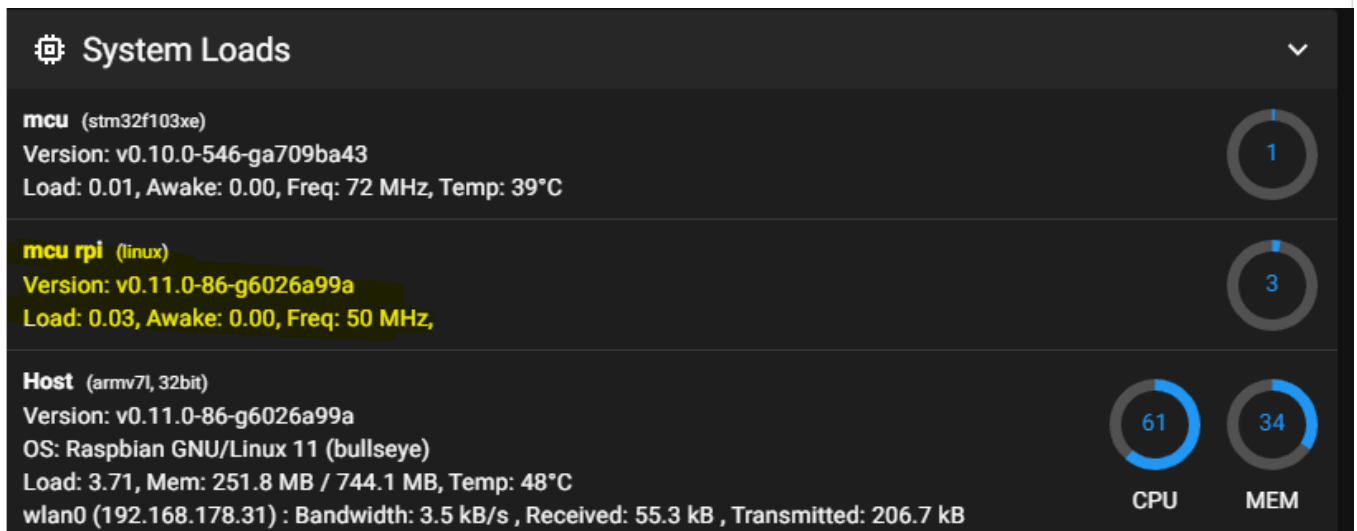 System Loads
mcu (stm32f103xe)
Version: v0.10.0-546-ga709ba43
Load: 0.01, Awake: 0.00, Freq: 72 MHz, Temp: 39°C
1
mcu rpi (linux)
Version: v0.11.0-86-g6026a99a
Load: 0.03, Awake: 0.00, Freq: 50 MHz,
3
Host (armv7l, 32bit)
Version: v0.11.0-86-g6026a99a
OS: Raspbian GNU/Linux 11 (bullseye)
Load: 3.71, Mem: 251.8 MB / 744.1 MB, Temp: 48°C
wlan0 (192.168.178.31) : Bandwidth: 3.5 kB/s , Received: 55.3 kB , Transmitted: 206.7 kB
61
CPU
34
MEM